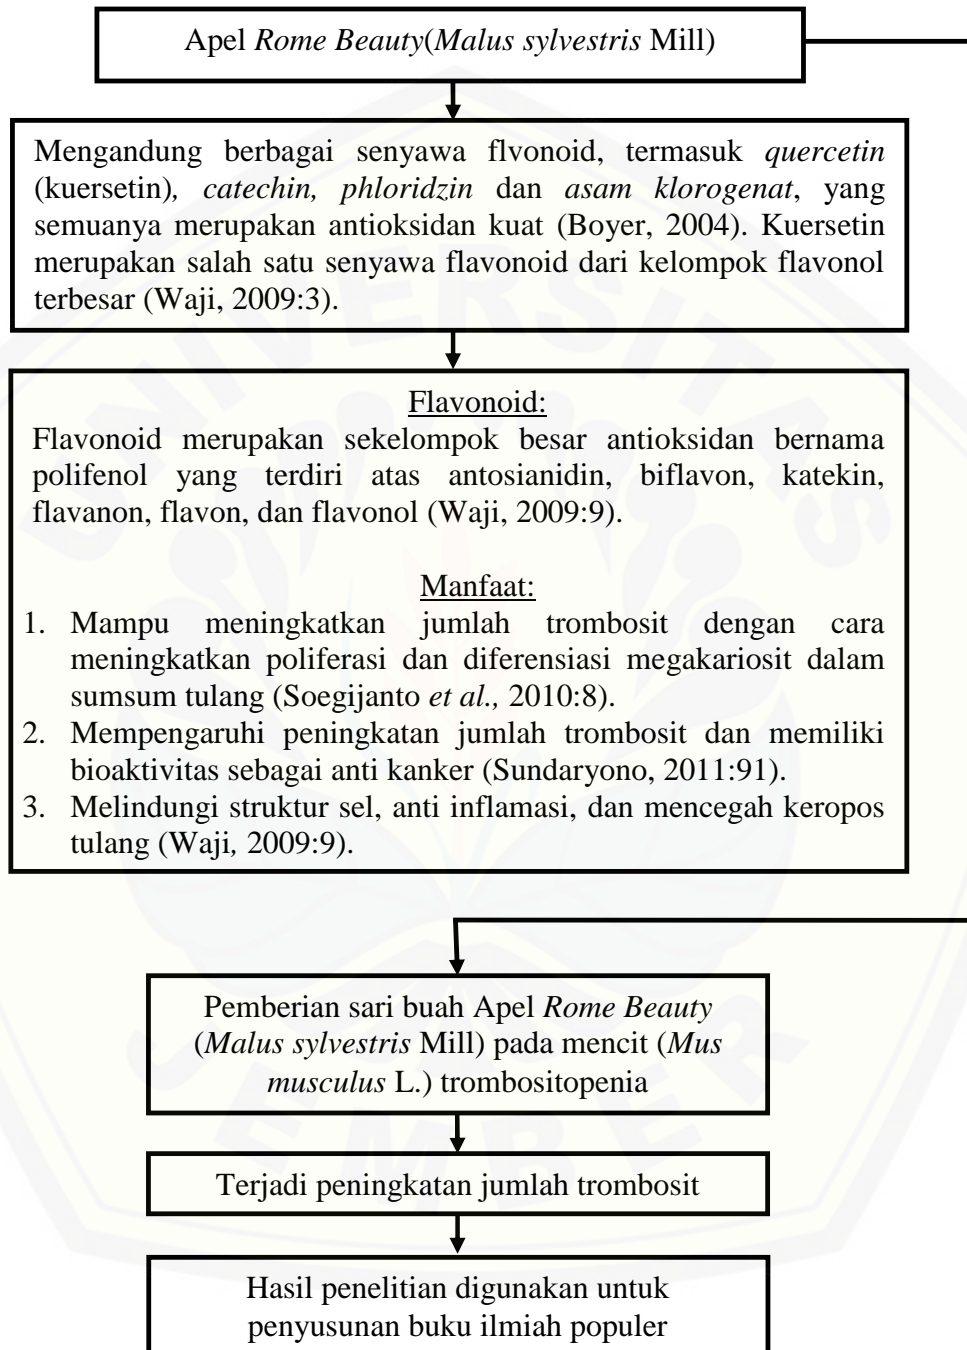 Apel Rome Beauty(Malus sylvestris Mill)
Mengandung berbagai senyawa flvonoid, termasuk quercetin
(kuersetin), catechin, phloridzin dan asam klorogenat, yang
semuanya merupakan antioksidan kuat (Boyer, 2004). Kuersetin
merupakan salah satu senyawa flavonoid dari kelompok flavonol
terbesar (Waji, 2009:3).
Flavonoid:
Flavonoid merupakan sekelompok besar antioksidan bernama
polifenol yang terdiri atas antosianidin, biflavon, katekin,
flavanon, flavon, dan flavonol (Waji, 2009:9).
Manfaat:
1. Mampu meningkatkan jumlah trombosit dengan cara
meningkatkan poliferasi dan diferensiasi megakariosit dalam
sumsum tulang (Soegijanto et al., 2010:8).
2. Mempengaruhi peningkatan jumlah trombosit dan memiliki
bioaktivitas sebagai anti kanker (Sundaryono, 2011:91).
3. Melindungi struktur sel, anti inflamasi, dan mencegah keropos
tulang (Waji, 2009:9).
Pemberian sari buah Apel Rome Beauty
(Malus sylvestris Mill) pada mencit (Mus
musculus L.) trombositopenia
Terjadi peningkatan jumlah trombosit
Hasil penelitian digunakan untuk
penyusunan buku ilmiah populer
UNIVERSITAS
JEMBER